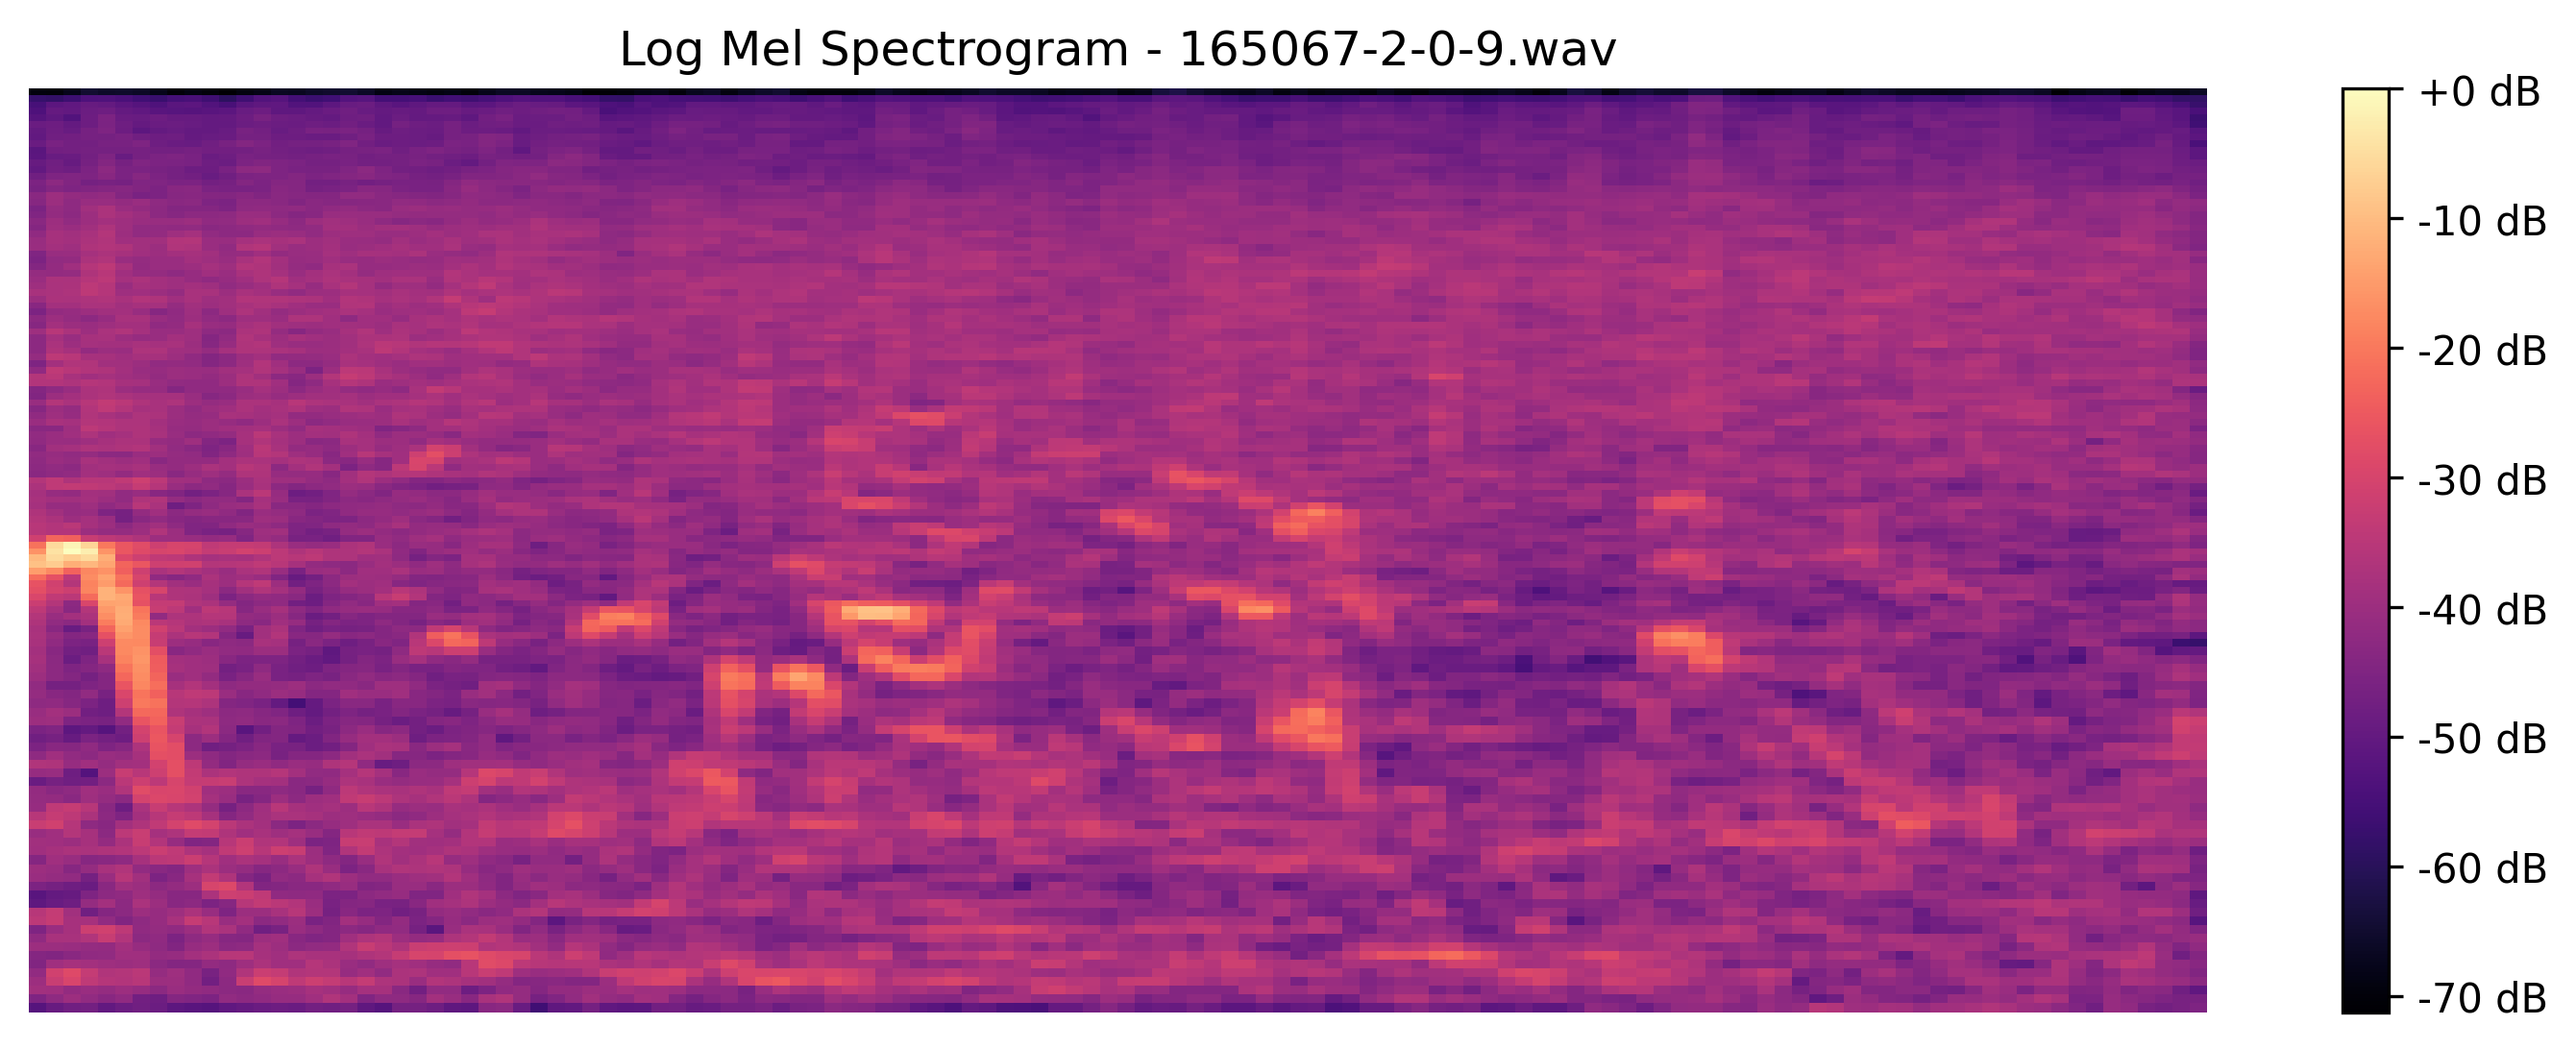 Log Mel Spectrogram - 165067-2-0-9.wav
+0 dB
-10 dB
-20 dB
-30 dB
-40 dB
-50 dB
-60 dB
-70 dB